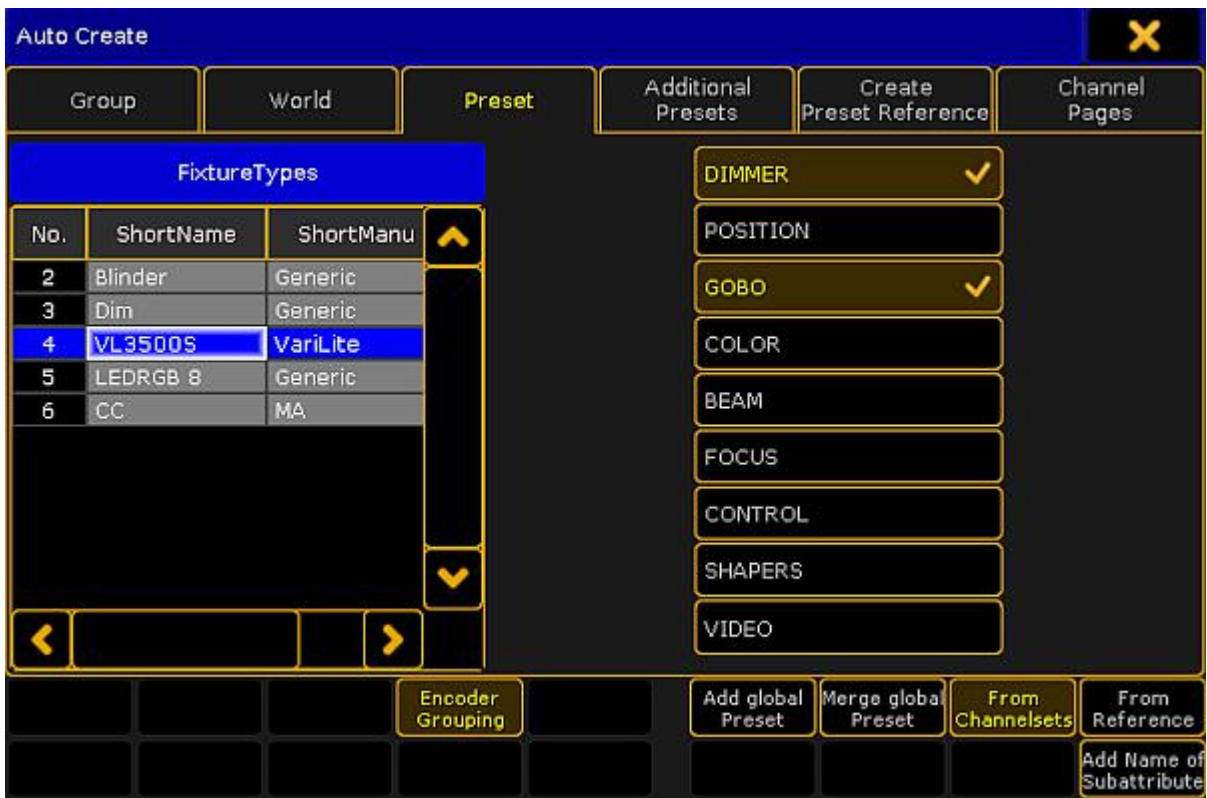 Auto Create
Group
World
Preset
Additional
Presets
Create
Preset Reference
Channel
Pages
FixtureTypes
No. ShortName ShortManu
2 Blinder Generic
3 Dim Generic
4 VL3500S VariLite
5 LEDRGB 8 Generic
6 CC MA
DIMMER
POSITION
GOBO
COLOR
BEAM
FOCUS
CONTROL
SHAPERS
VIDEO
Encoder
Grouping
Add global
Preset
Merge global
Preset
From
Channelsets
From
Reference
Add Name of
Subattribute